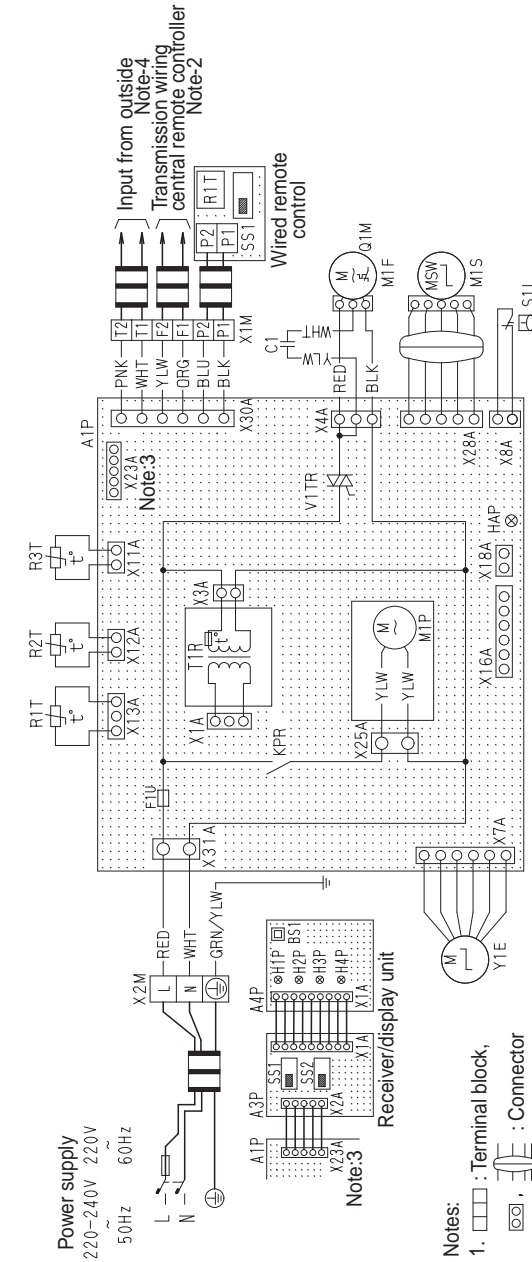 Power supply
220-240V 220V
~ ~
50Hz 60Hz
L
N
X2M
L
N
RED
WHT
GRN/YLW
X31A
F1U
KPR
R1T
t°
X13A
R2T
t°
X12A
R3T
t°
X11A
A1P
X23A
Note:3
X1A
T1R
t°
X3A
X25A
YLW
YLW
M
~
M1P
V1TR
X16A
X18A
HAP
X7A
M
Y1E
PNK
WHT
YLW
ORG
BLU
BLK
X30A
T2
T1
F2
F1
P2
P1
X1M
Input from outside
Note-4
Transmission wiring
central remote controller
Note-2
P2
P1
R1T
SS1
Wired remote
control
X4A
RED
YLW
C1
WHT
BLK
M
~
Q1M
M1F
X28A
MSW
M1S
X8A
S1L
A1P
X23A
Note:3
A3P
X2A
SS1
SS2
X1A
A4P
X1A
H1P
H2P
H3P
H4P
BS1
Receiver/display unit
Notes:
1. : Terminal block,
, : Connector